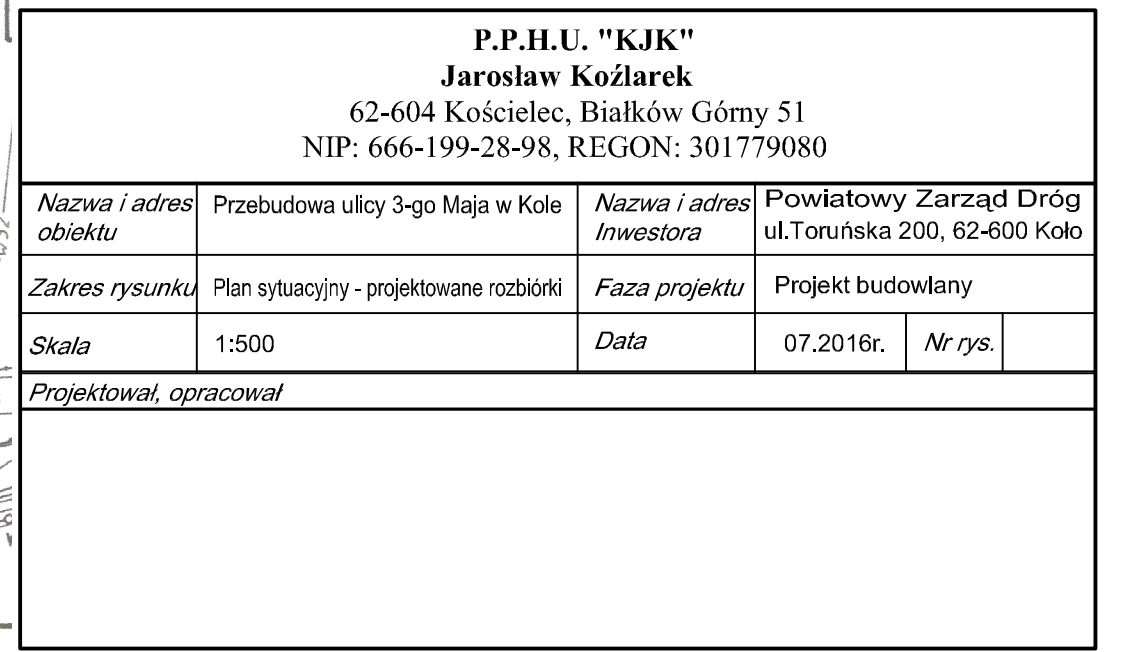 P.P.H.U. "KJK"
Jarosław Koźlarek
62-604 Kościelec, Białków Górny 51
NIP: 666-199-28-98, REGON: 301779080
Nazwa i adres obiektu
Przebudowa ulicy 3-go Maja w Kole
Nazwa i adres Inwestora
Powiatowy Zarząd Dróg
ul.Toruńska 200, 62-600 Koło
Zakres rysunku
Plan sytuacyjny - projektowane rozbiórki
Faza projektu
Projekt budowlany
Skala
1:500
Data
07.2016r.
Nr rys.
Projektował, opracował